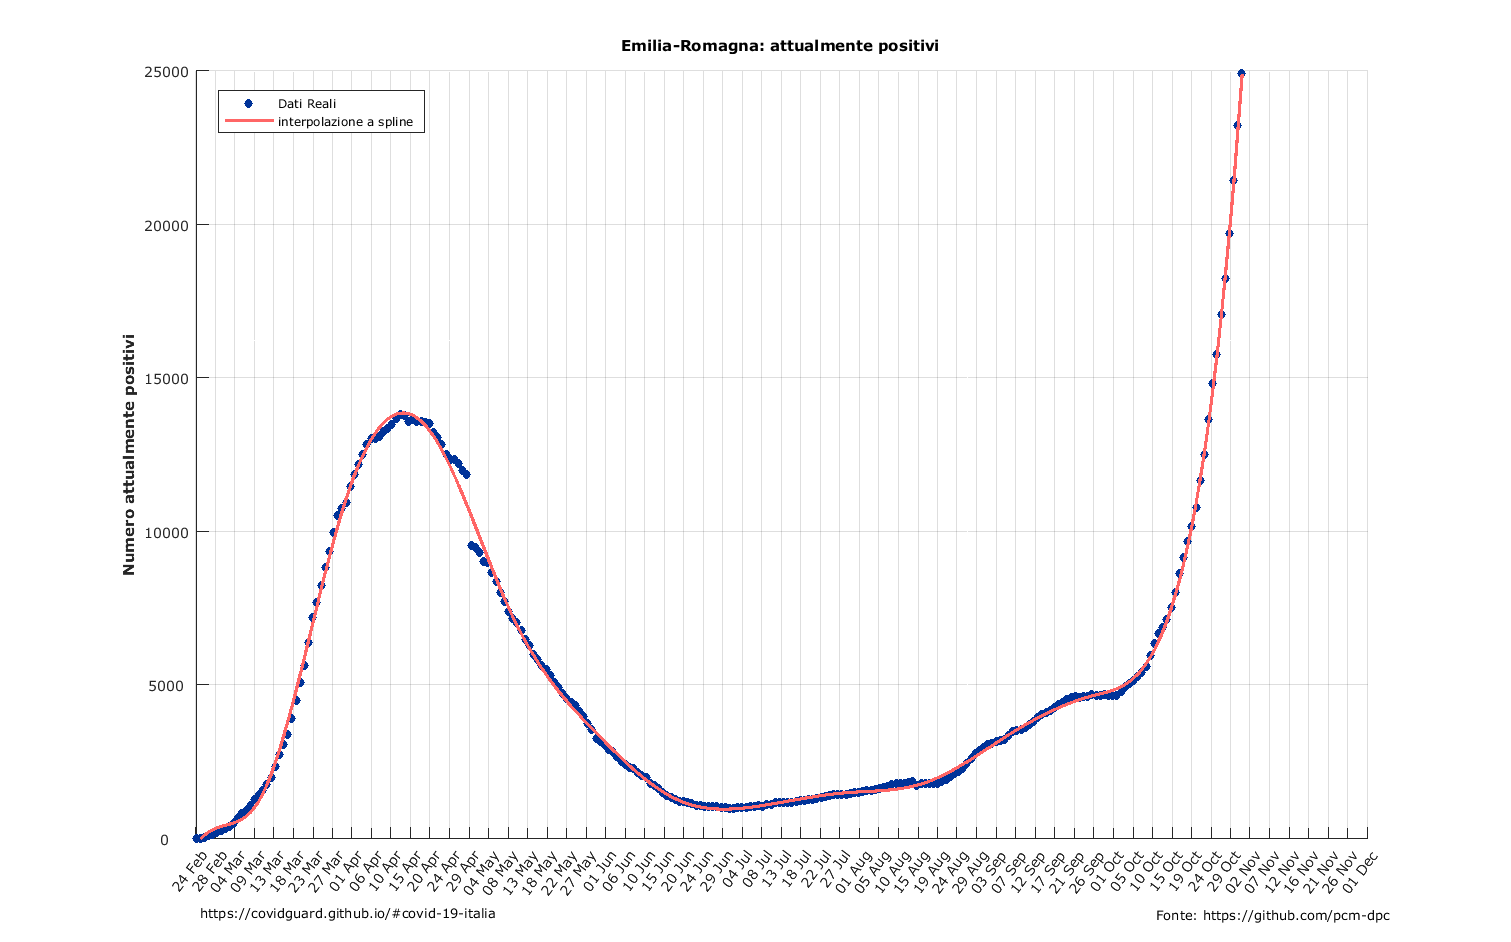 Emilia-Romagna: attualmente positivi
25000
20000
15000
10000
5000
0
Numero attualmente positivi
Dati Reali
interpolazione a spline
24 Feb
28 Feb
04 Mar
09 Mar
13 Mar
18 Mar
23 Mar
27 Mar
01 Apr
06 Apr
10 Apr
15 Apr
20 Apr
24 Apr
29 Apr
04 May
08 May
13 May
18 May
22 May
27 May
01 Jun
06 Jun
10 Jun
15 Jun
20 Jun
24 Jun
29 Jun
04 Jul
08 Jul
13 Jul
18 Jul
22 Jul
27 Jul
01 Aug
05 Aug
10 Aug
15 Aug
19 Aug
24 Aug
29 Aug
03 Sep
07 Sep
12 Sep
17 Sep
21 Sep
26 Sep
01 Oct
05 Oct
10 Oct
15 Oct
19 Oct
24 Oct
29 Oct
02 Nov
07 Nov
12 Nov
16 Nov
21 Nov
26 Nov
01 Dec
https://covidguard.github.io/#covid-19-italia
Fonte: https://github.com/pcm-dpc